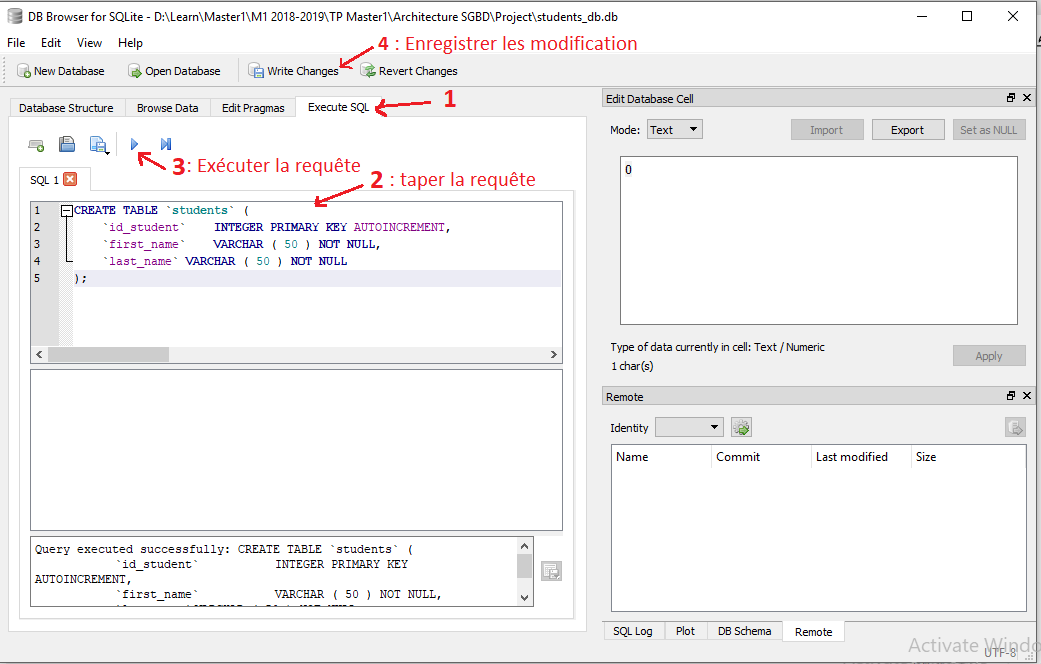 DB Browser for SQLite - D:\Learn\Master1\M1 2018-2019\TP Master1\Architecture SGBD\Project\students_db.db
File Edit View Help
4 : Enregistrer les modification
New Database Open Database Write Changes Revert Changes
Database Structure Browse Data Edit Pragmas Execute SQL
1
3: Exécuter la requête
SQL 1
2 : taper la requête
1 CREATE TABLE `students` (
2 `id_student` INTEGER PRIMARY KEY AUTOINCREMENT,
3 `first_name` VARCHAR ( 50 ) NOT NULL,
4 `last_name` VARCHAR ( 50 ) NOT NULL
5 );
Query executed successfully: CREATE TABLE `students` (
`id_student` INTEGER PRIMARY KEY
AUTOINCREMENT,
`first_name` VARCHAR ( 50 ) NOT NULL,
Edit Database Cell
Mode: Text Import Export Set as NULL
0
Type of data currently in cell: Text / Numeric
1 char(s)
Apply
Remote
Identity
Name Commit Last modified Size
SQL Log Plot DB Schema Remote
Activate Windo
UTF-8